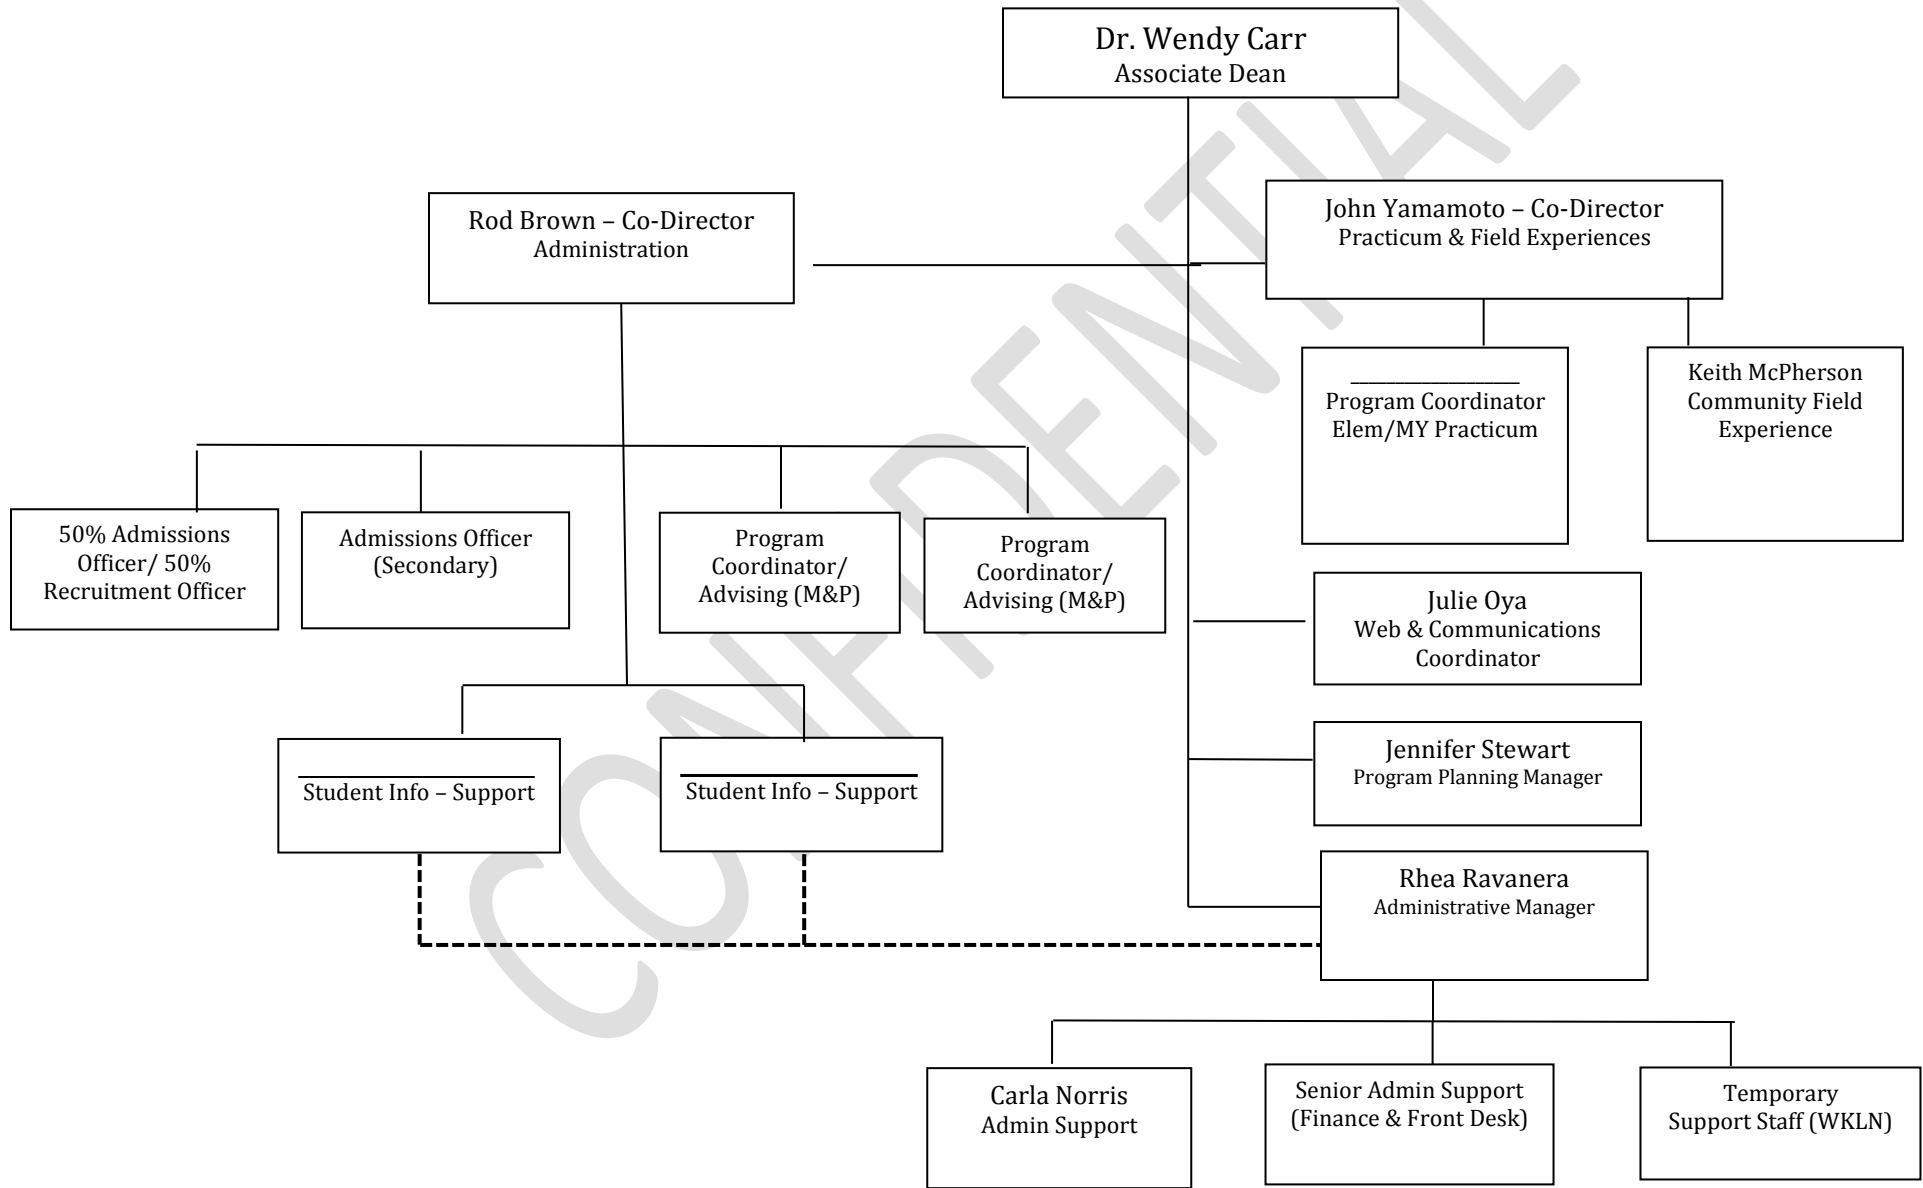 Dr. Wendy Carr
Associate Dean
Rod Brown – Co-Director
Administration
John Yamamoto – Co-Director
Practicum & Field Experiences
____________________
Program Coordinator
Elem/MY Practicum
Keith McPherson
Community Field
Experience
50% Admissions
Officer/ 50%
Recruitment Officer
Admissions Officer
(Secondary)
Program
Coordinator/
Advising (M&P)
Program
Coordinator/
Advising (M&P)
Julie Oya
Web & Communications
Coordinator
Jennifer Stewart
Program Planning Manager
Student Info – Support
Student Info – Support
Rhea Ravanera
Administrative Manager
Carla Norris
Admin Support
Senior Admin Support
(Finance & Front Desk)
Temporary
Support Staff (WKLN)
CONFIDENTIAL